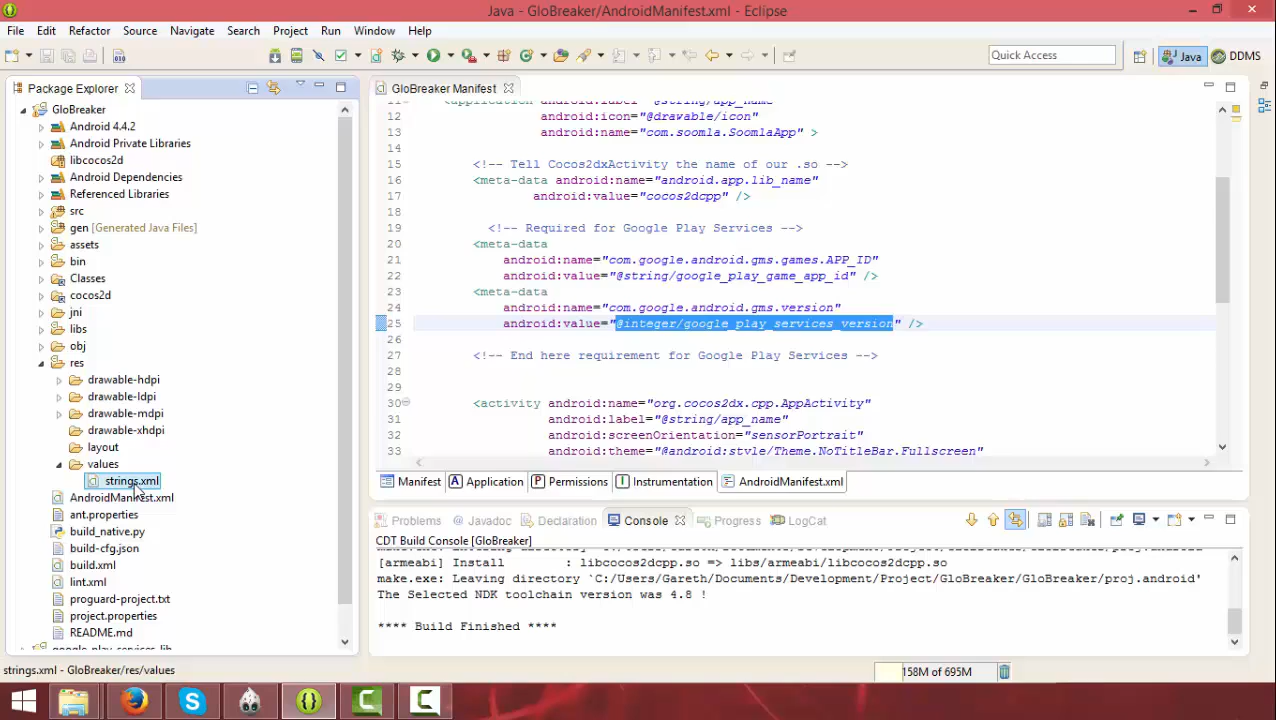 Java - GloBreaker/AndroidManifest.xml - Eclipse
File Edit Refactor Source Navigate Search Project Run Window Help
Quick Access
Java
DDMS
Package Explorer
GloBreaker
Android 4.4.2
Android Private Libraries
libcocos2d
Android Dependencies
Referenced Libraries
src
gen [Generated Java Files]
assets
bin
Classes
cocos2d
jni
libs
obj
res
drawable-hdpi
drawable-ldpi
drawable-mdpi
drawable-xhdpi
layout
values
strings.xml
AndroidManifest.xml
ant.properties
build_native.py
build-cfg.json
build.xml
lint.xml
proguard-project.txt
project.properties
README.md
google-play-services_lib
GloBreaker Manifest
11 <application android:label="@string/app_name"
12 android:icon="@drawable/icon"
13 android:name="com.soomla.SoomlaApp" >
14
15 <!-- Tell Cocos2dxActivity the name of our .so -->
16 <meta-data android:name="android.app.lib_name"
17 android:value="cocos2dcpp" />
18
19 <!-- Required for Google Play Services -->
20 <meta-data
21 android:name="com.google.android.gms.games.APP_ID"
22 android:value="@string/google_play_game_app_id" />
23 <meta-data
24 android:name="com.google.android.gms.version"
25 android:value="@integer/google_play_services_version" />
26
27 <!-- End here requirement for Google Play Services -->
28
29
30 <activity android:name="org.cocos2dx.cpp.AppActivity"
31 android:label="@string/app_name"
32 android:screenOrientation="sensorPortrait"
33 android:theme="@android:style/Theme.NoTitleBar.Fullscreen"
Manifest Application Permissions Instrumentation AndroidManifest.xml
Problems Javadoc Declaration Console Progress LogCat
CDT Build Console [GloBreaker]
[armeabi] Install : libcocos2dcpp.so => libs/armeabi/libcocos2dcpp.so
make.exe: Leaving directory `C:/Users/Gareth/Documents/Development/Project/GloBreaker/GloBreaker/proj.android'
The Selected NDK toolchain version was 4.8 !
**** Build Finished ****
strings.xml - GloBreaker/res/values
158M of 695M